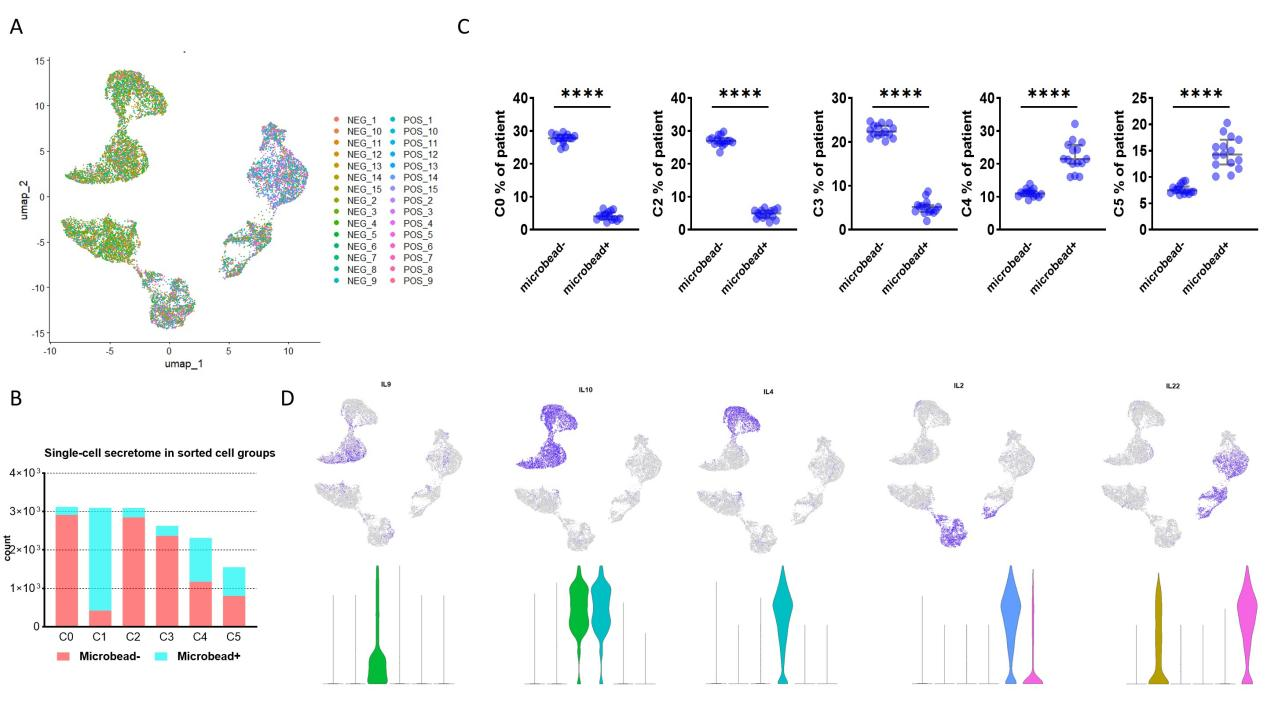 A
C
15
10
5
0
-5
-10
-15
-10
-5
0
5
10
umap_2
umap_1
NEG_1 POS_1
NEG_10 POS_10
NEG_11 POS_11
NEG_12 POS_12
NEG_13 POS_13
NEG_14 POS_14
NEG_15 POS_15
NEG_2 POS_2
NEG_3 POS_3
NEG_4 POS_4
NEG_5 POS_5
NEG_6 POS_6
NEG_7 POS_7
NEG_8 POS_8
NEG_9 POS_9
****
40
30
20
10
0
C0 % of patient
microbead-
microbead+
****
40
30
20
10
0
C2 % of patient
microbead-
microbead+
****
30
20
10
0
C3 % of patient
microbead-
microbead+
****
40
30
20
10
0
C4 % of patient
microbead-
microbead+
****
25
20
15
10
5
0
C5 % of patient
microbead-
microbead+
B
Single-cell secretome in sorted cell groups
4×10³
3×10³
2×10³
1×10³
0
count
C0 C1 C2 C3 C4 C5
Microbead- Microbead+
D
IL9
IL10
IL4
IL2
IL22